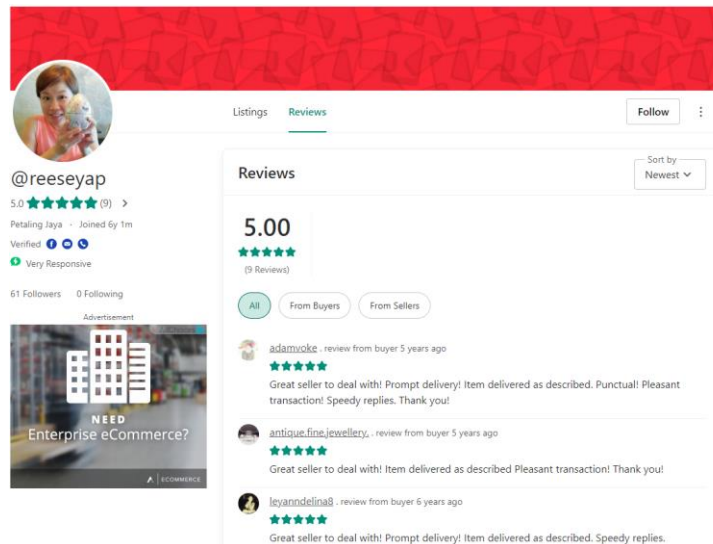 Listings Reviews
Follow
@reeseyap
5.0 (9)
Petaling Jaya · Joined 6y 1m
Verified
Very Responsive
61 Followers 0 Following
Advertisement
NEED
Enterprise eCommerce?
ECOMMERCE
Reviews
Sort by
Newest
5.00
(9 Reviews)
All From Buyers From Sellers
adamvoke . review from buyer 5 years ago
Great seller to deal with! Prompt delivery! Item delivered as described. Punctual! Pleasant
transaction! Speedy replies. Thank you!
antique.fine.jewellery. . review from buyer 5 years ago
Great seller to deal with! Item delivered as described Pleasant transaction! Thank you!
leyanndelina8 . review from buyer 6 years ago
Great seller to deal with! Prompt delivery! Item delivered as described. Speedy replies.